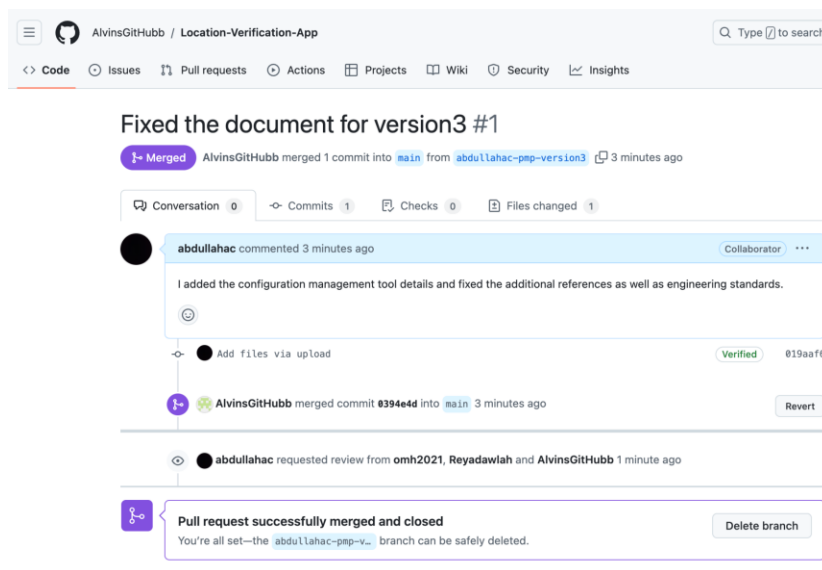 AlvinsGitHubb / Location-Verification-App
Type / to search
Code Issues Pull requests Actions Projects Wiki Security Insights
Fixed the document for version3 #1
Merged AlvinsGitHubb merged 1 commit into main from abdullahac-pmp-version3 3 minutes ago
Conversation 0 Commits 1 Checks 0 Files changed 1
abdullahac commented 3 minutes ago Collaborator ...
I added the configuration management tool details and fixed the additional references as well as engineering standards.
Add files via upload Verified 019aaf6
AlvinsGitHubb merged commit 0394e4d into main 3 minutes ago Revert
abdullahac requested review from omh2021, Reyadawlah and AlvinsGitHubb 1 minute ago
Pull request successfully merged and closed
Delete branch
You're all set—the abdullahac-pmp-v… branch can be safely deleted.